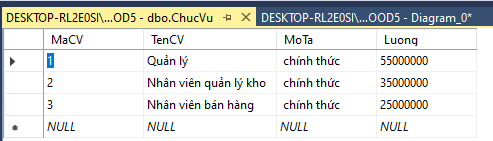 DESKTOP-RL2E0SI\...OOD5 - dbo.ChucVu DESKTOP-RL2E0SI\...OOD5 - Diagram_0*
MaCV TenCV MoTa Luong
1 Quản lý chính thức 55000000
2 Nhân viên quản lý kho chính thức 35000000
3 Nhân viên bán hàng chính thức 25000000
NULL NULL NULL NULL